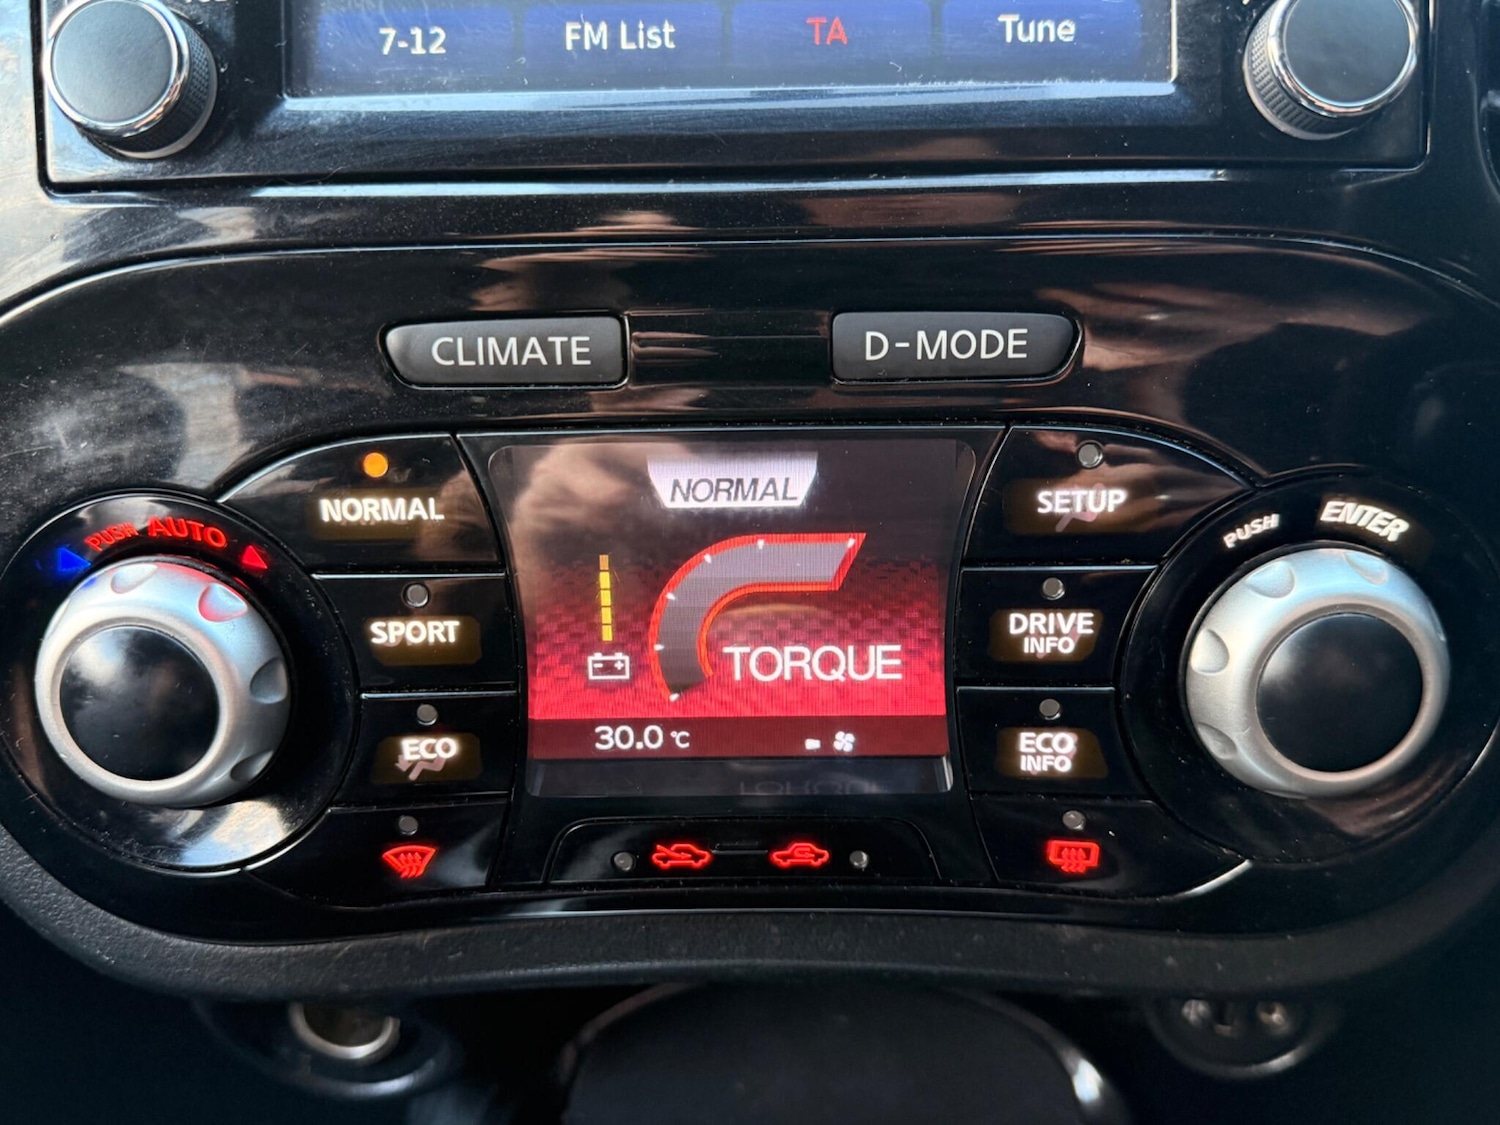 7-12 FM List TA Tune
CLIMATE D-MODE
NORMAL
NORMAL
SETUP
PUSH AUTO
PUSH ENTER
SPORT
DRIVE
INFO
TORQUE
ECO
ECO
INFO
30.0 °C